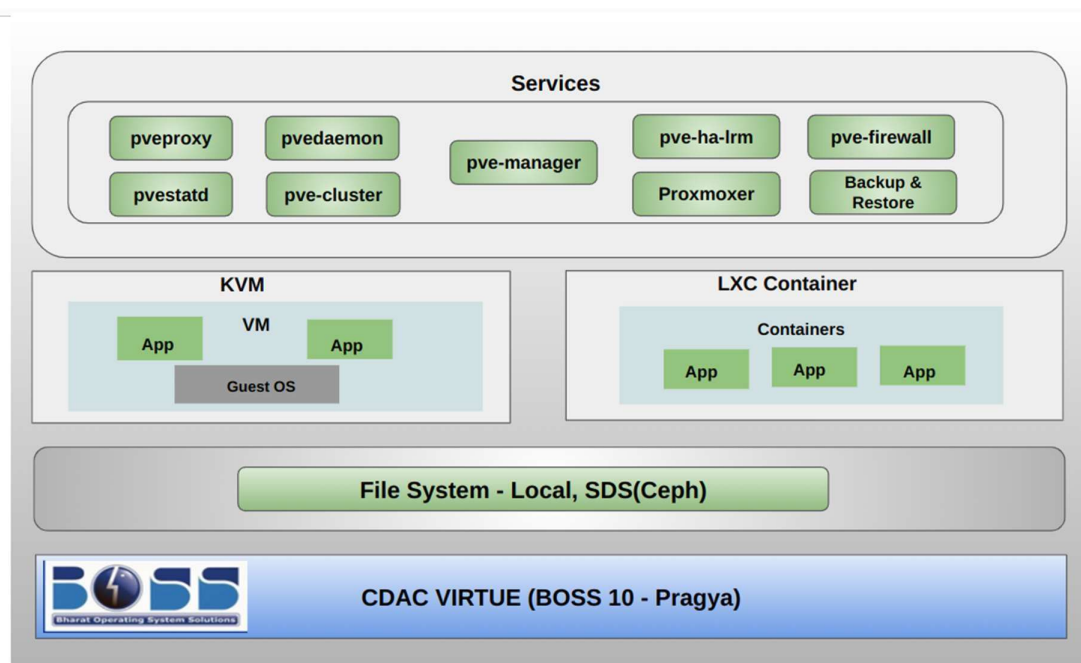 Services
pveproxy
pvedaemon
pve-manager
pve-ha-lrm
pve-firewall
pvestatd
pve-cluster
Proxmoxer
Backup &
Restore
KVM
VM
App
App
Guest OS
LXC Container
Containers
App
App
App
File System - Local, SDS(Ceph)
BOSS
Bharat Operating System Solutions
CDAC VIRTUE (BOSS 10 - Pragya)